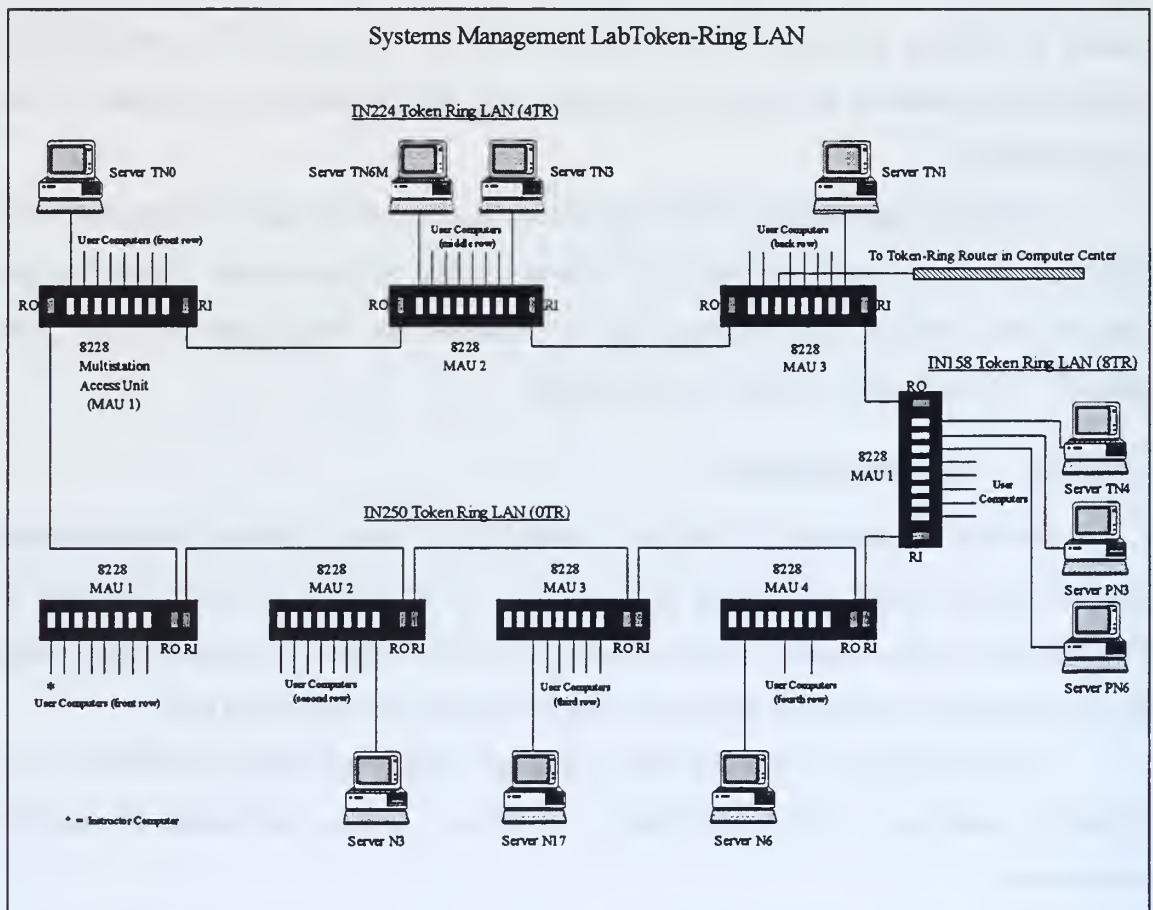 Systems Management LabToken-Ring LAN
IN224 Token Ring LAN (4TR)
Server TN0
Server TN6M
Server TN3
Server TN1
User Computers (front row)
User Computers
(middle row)
User Computers
(back row)
To Token-Ring Router in Computer Center
RO
RI
RO
RI
RO
RI
8228
Multistation
Access Unit
(MAU 1)
8228
MAU 2
8228
MAU 3
IN158 Token Ring LAN (8TR)
RO
8228
MAU 1
User
Computers
RI
Server TN4
Server PN3
Server PN6
IN250 Token Ring LAN (0TR)
8228
MAU 1
8228
MAU 2
8228
MAU 3
8228
MAU 4
RO RI
RO RI
RO RI
RO RI
*
User Computers (front row)
User Computers
(second row)
User Computers
(third row)
User Computers
(fourth row)
Server N3
Server N17
Server N6
* = Instructor Computer